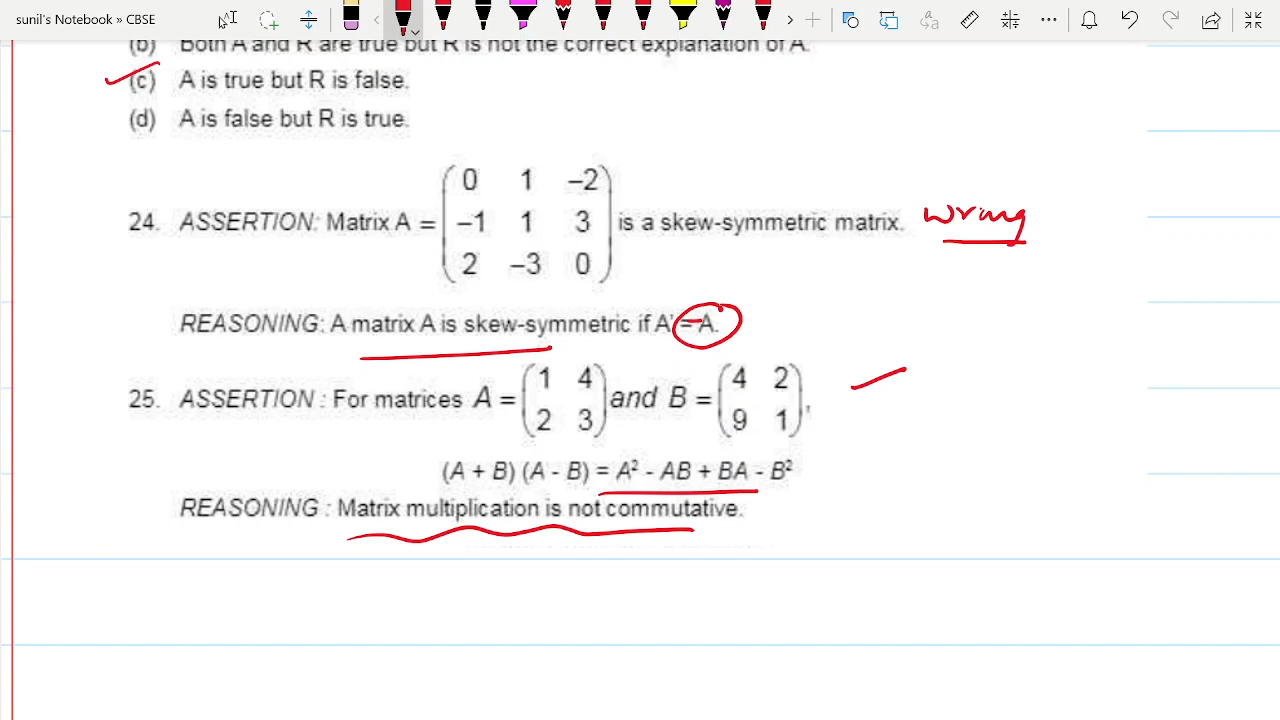 sunil's Notebook » CBSE
(b) Both A and R are true but R is not the correct explanation of A.
(c) A is true but R is false.
(d) A is false but R is true.
24. ASSERTION: Matrix A = ( 0 1 –2
–1 1 3
2 –3 0 ) is a skew-symmetric matrix. wrong
REASONING: A matrix A is skew-symmetric if A' = –A.
25. ASSERTION : For matrices A = ( 1 4
2 3 ) and B = ( 4 2
9 1 ),
(A + B) (A - B) = A² - AB + BA - B²
REASONING : Matrix multiplication is not commutative.